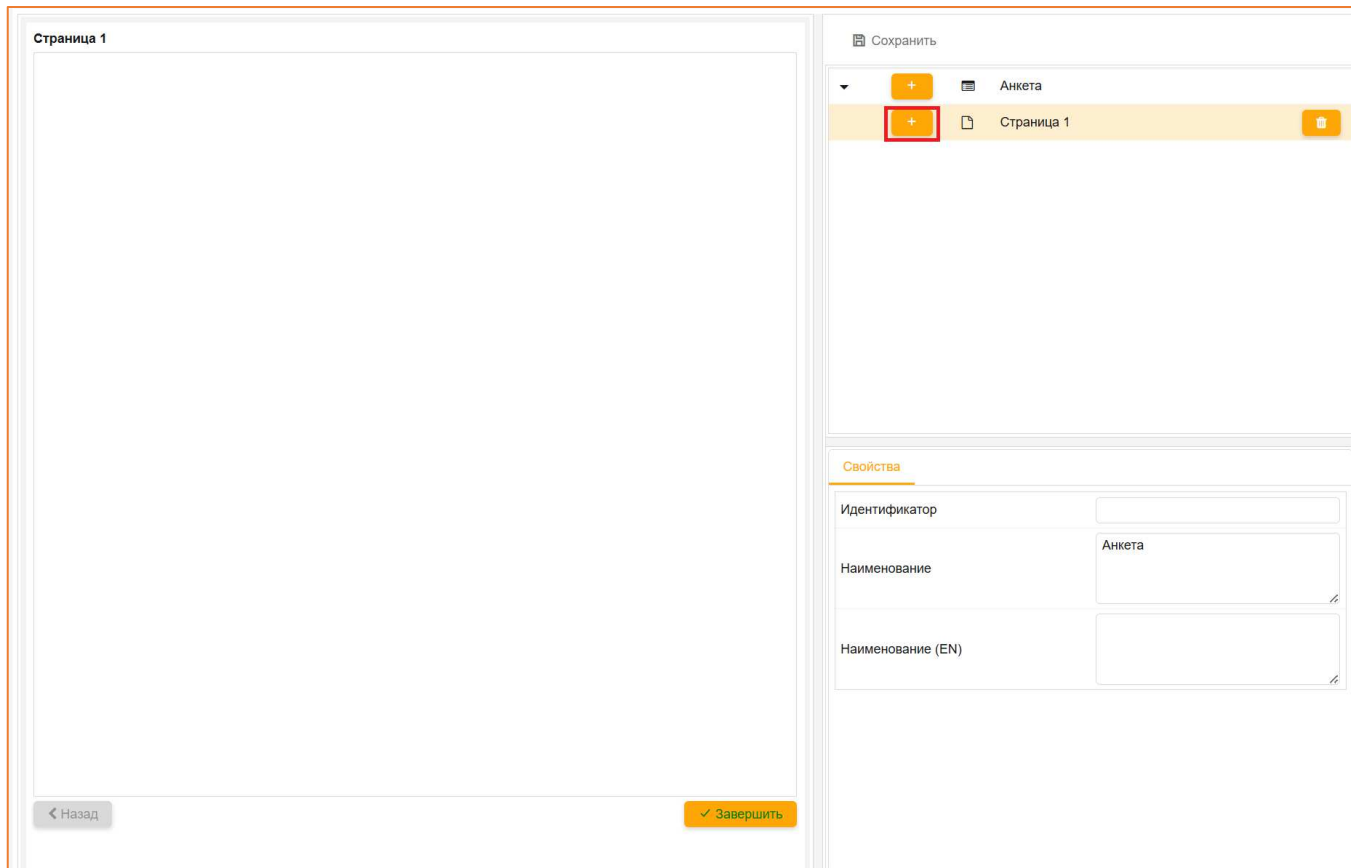 Страница 1
Назад
Завершить
Сохранить
+ Анкета
+ Страница 1
Свойства
Идентификатор
Наименование
Анкета
Наименование (EN)